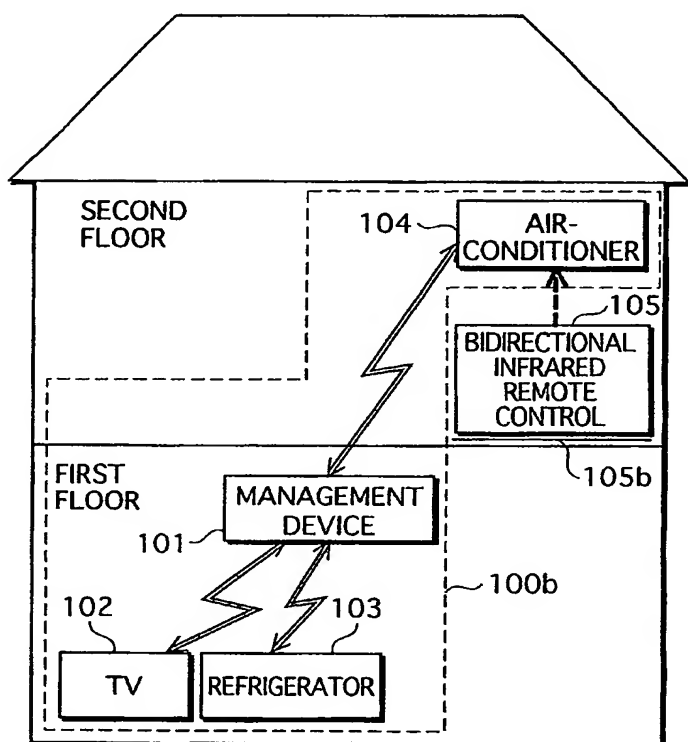 SECOND
FLOOR
104
AIR-
CONDITIONER
105
BIDIRECTIONAL
INFRARED
REMOTE
CONTROL
105b
FIRST
FLOOR
MANAGEMENT
DEVICE
101
100b
102
103
TV
REFRIGERATOR